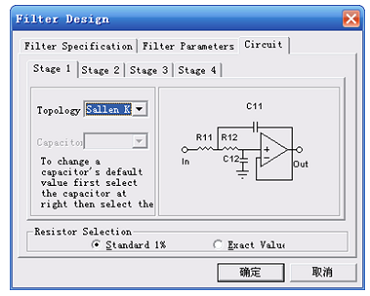 Filter Design
Filter Specification Filter Parameters Circuit
Stage 1 Stage 2 Stage 3 Stage 4
Topology Sallen K
Capacitor
To change a
capacitor's default
value first select
the capacitor at
right then select the
C11
R11 R12
C12
In
Out
Resistor Selection
Standard 1% Exact Value
确定 取消